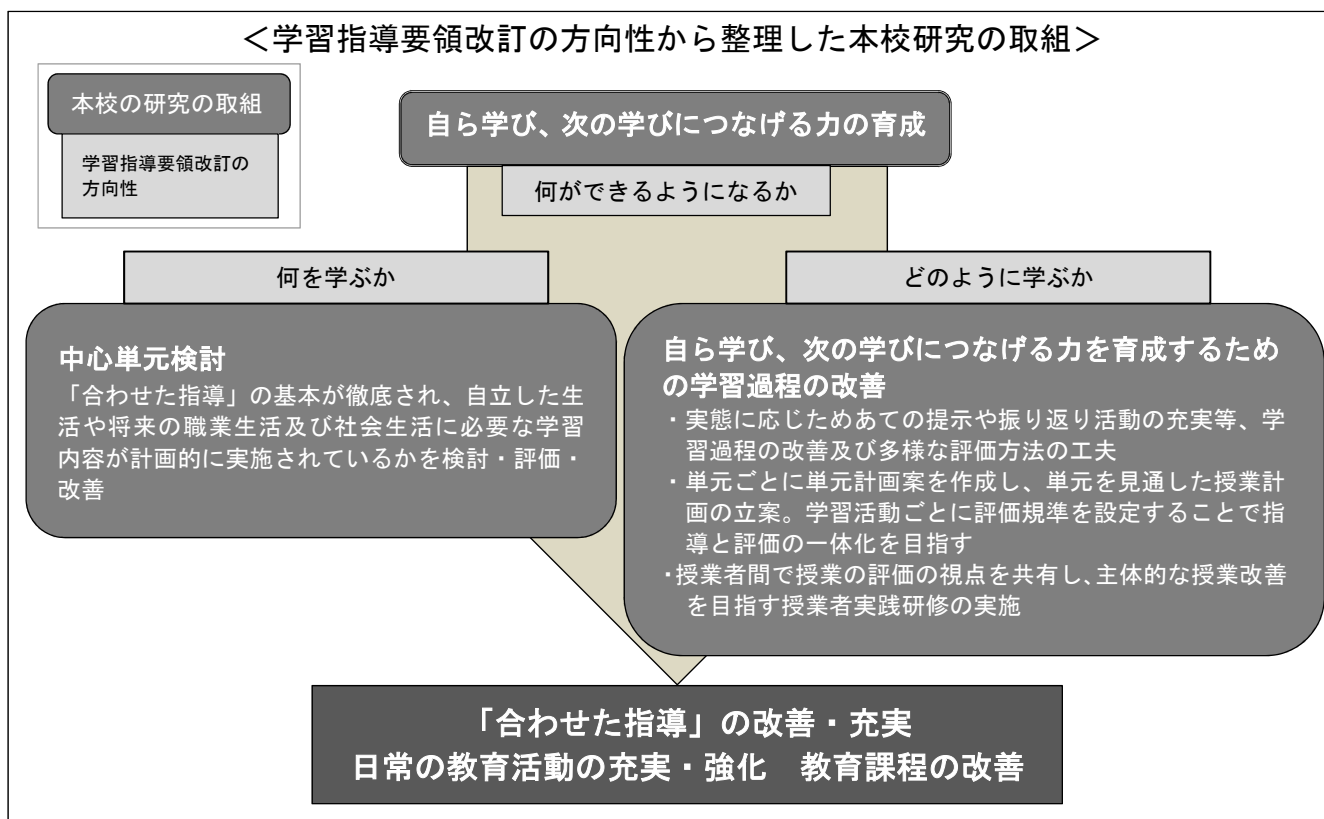 ＜学習指導要領改訂の方向性から整理した本校研究の取組＞
本校の研究の取組
学習指導要領改訂の
方向性
自ら学び、次の学びにつなげる力の育成
何ができるようになるか
何を学ぶか
中心単元検討
「合わせた指導」の基本が徹底され、自立した生
活や将来の職業生活及び社会生活に必要な学習
内容が計画的に実施されているかを検討・評価・
改善
どのように学ぶか
自ら学び、次の学びにつなげる力を育成するため
の学習過程の改善
・実態に応じためあての提示や振り返り活動の充実等、学
習過程の改善及び多様な評価方法の工夫
・単元ごとに単元計画案を作成し、単元を見通した授業計
画の立案。学習活動ごとに評価規準を設定することで指
導と評価の一体化を目指す
・授業者間で授業の評価の視点を共有し、主体的な授業改善
を目指す授業者実践研修の実施
「合わせた指導」の改善・充実
日常の教育活動の充実・強化　教育課程の改善